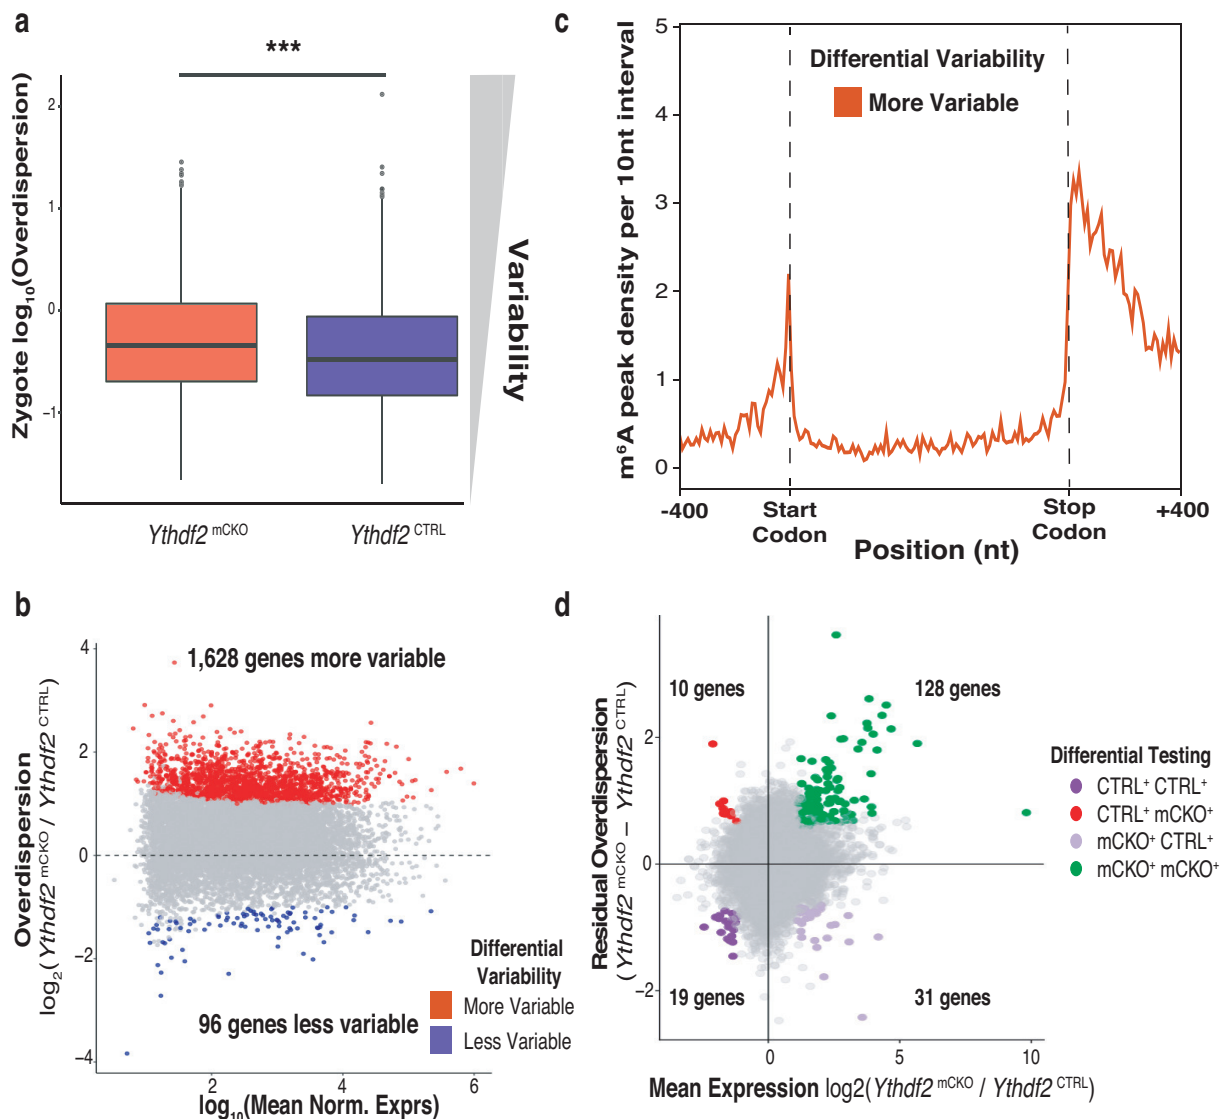 a
***
Zygote log10(Overdispersion)
2
1
0
−1
Variability
Ythdf2 mCKO
Ythdf2 CTRL
c
m⁶A peak density per 10nt interval
5
4
3
2
1
0
Differential Variability
More Variable
-400
Start
Codon
Stop
Codon
+400
Position (nt)
b
Overdispersion
log2(Ythdf2 mCKO / Ythdf2 CTRL)
4
2
0
−2
−4
1,628 genes more variable
96 genes less variable
Differential
Variability
More Variable
Less Variable
2
4
6
log10(Mean Norm. Exprs)
d
Residual Overdispersion
(Ythdf2 mCKO − Ythdf2 CTRL)
2
0
−2
10 genes
128 genes
19 genes
31 genes
Differential Testing
CTRL⁺ CTRL⁺
CTRL⁺ mCKO⁺
mCKO⁺ CTRL⁺
mCKO⁺ mCKO⁺
0
5
10
Mean Expression log2(Ythdf2 mCKO / Ythdf2 CTRL)